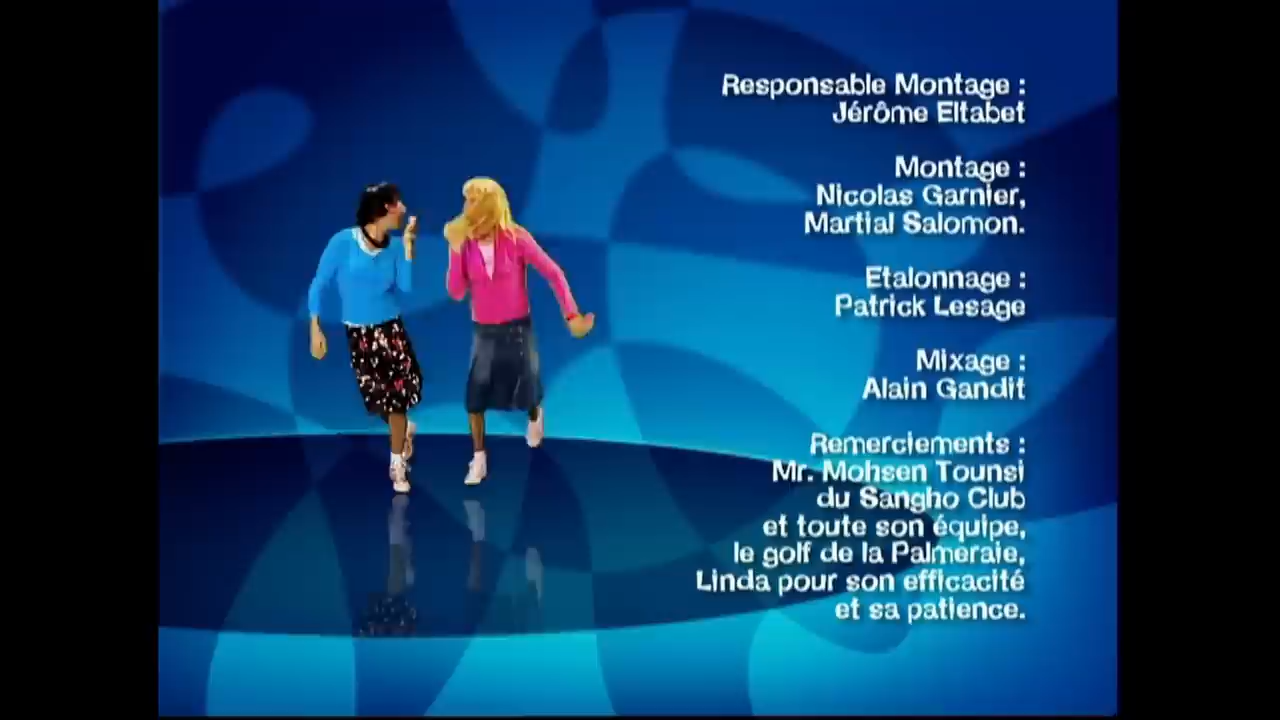 Responsable Montage :
Jérôme Eltabet
Montage :
Nicolas Garnier,
Martial Salomon.
Etalonnage :
Patrick Lesage
Mixage :
Alain Gandit
Remerciements :
Mr. Mohsen Tounsi
du Sangho Club
et toute son équipe,
le golf de la Palmeraie,
Linda pour son efficacité
et sa patience.